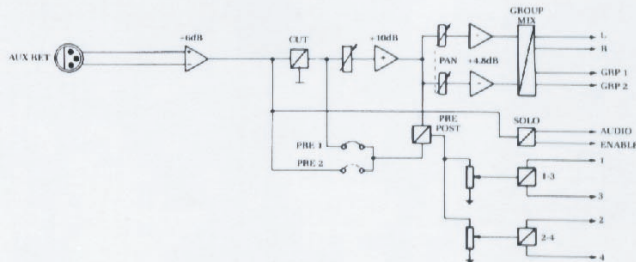 AUX RET
-6dB
CUT
+10dB
PAN
+4.8dB
GROUP
MIX
L
R
GRP 1
GRP 2
PRE
POST
SOLO
AUDIO
ENABLE
PRE 1
PRE 2
1
1-3
3
2
2-4
4